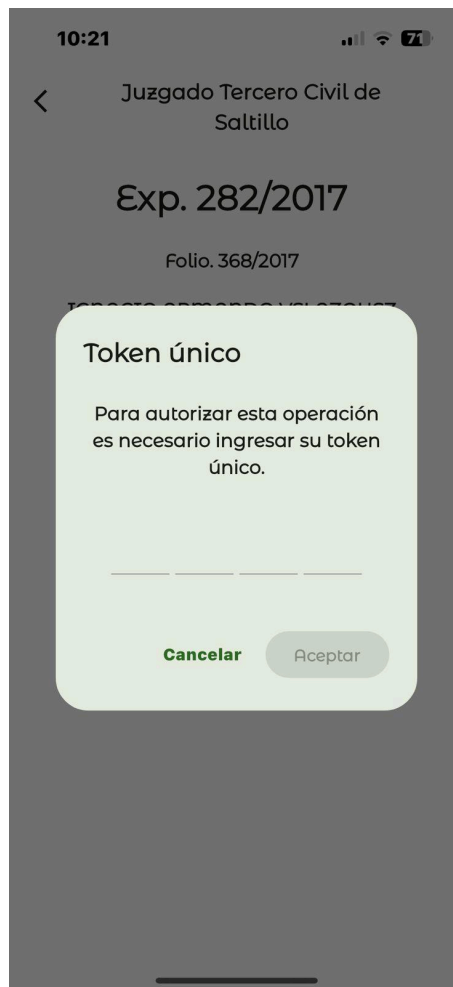 10:21
71
Juzgado Tercero Civil de
Saltillo
Exp. 282/2017
Folio. 368/2017
Token único
Para autorizar esta operación
es necesario ingresar su token
único.
Cancelar
Aceptar